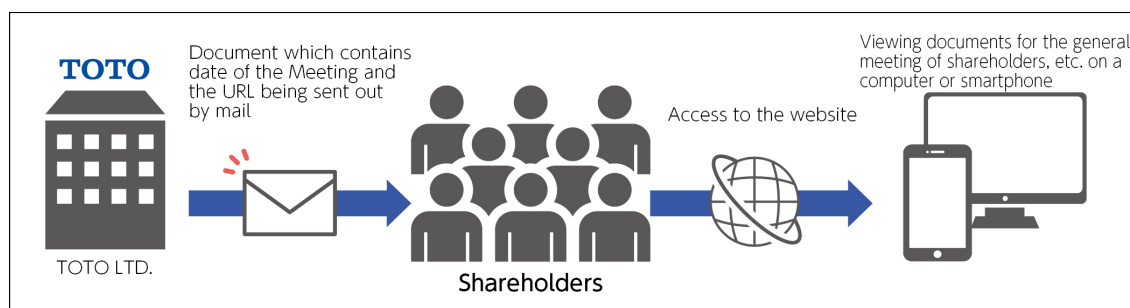 TOTO
TOTO LTD.
Document which contains
date of the Meeting and
the URL being sent out
by mail
Shareholders
Access to the website
Viewing documents for the general
meeting of shareholders, etc. on a
computer or smartphone